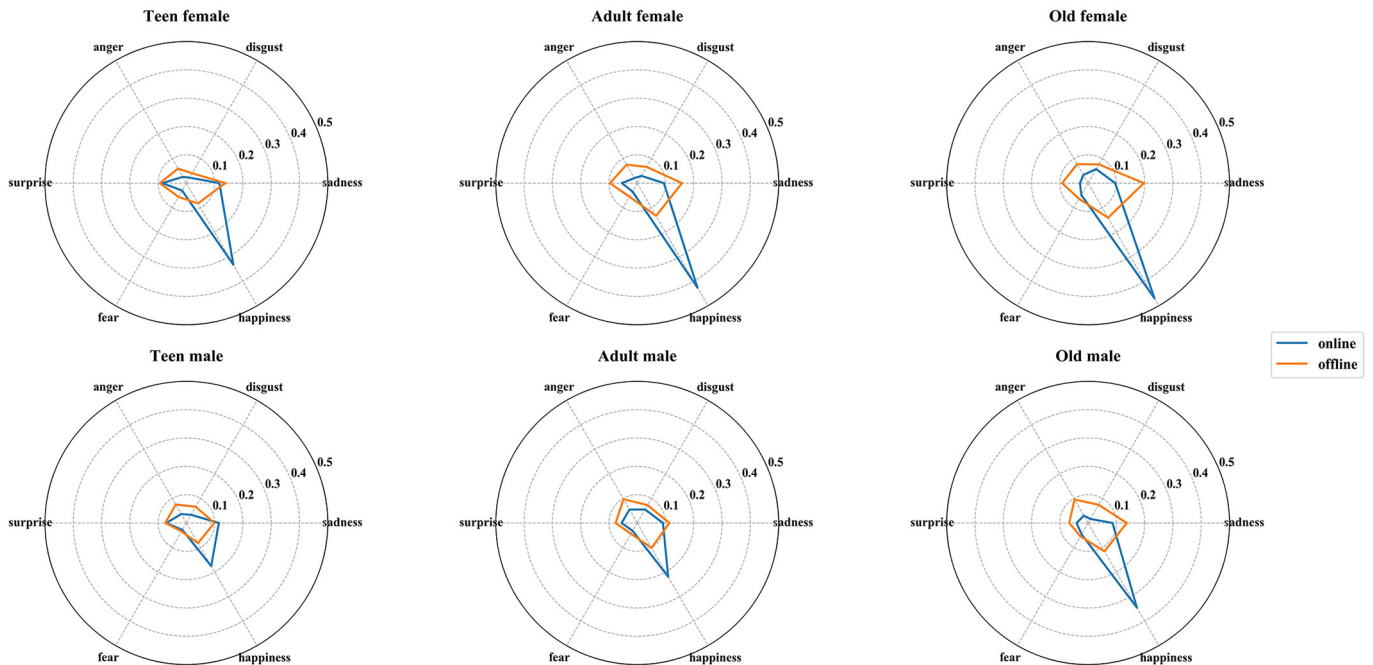 Teen female
Adult female
Old female
anger disgust
anger disgust
anger disgust
0.5
0.4
0.3
0.2
0.1
surprise sadness
0.5
0.4
0.3
0.2
0.1
surprise sadness
0.5
0.4
0.3
0.2
0.1
surprise sadness
fear happiness
fear happiness
fear happiness
online
offline
Teen male
Adult male
Old male
anger disgust
anger disgust
anger disgust
0.5
0.4
0.3
0.2
0.1
surprise sadness
0.5
0.4
0.3
0.2
0.1
surprise sadness
0.5
0.4
0.3
0.2
0.1
surprise sadness
fear happiness
fear happiness
fear happiness